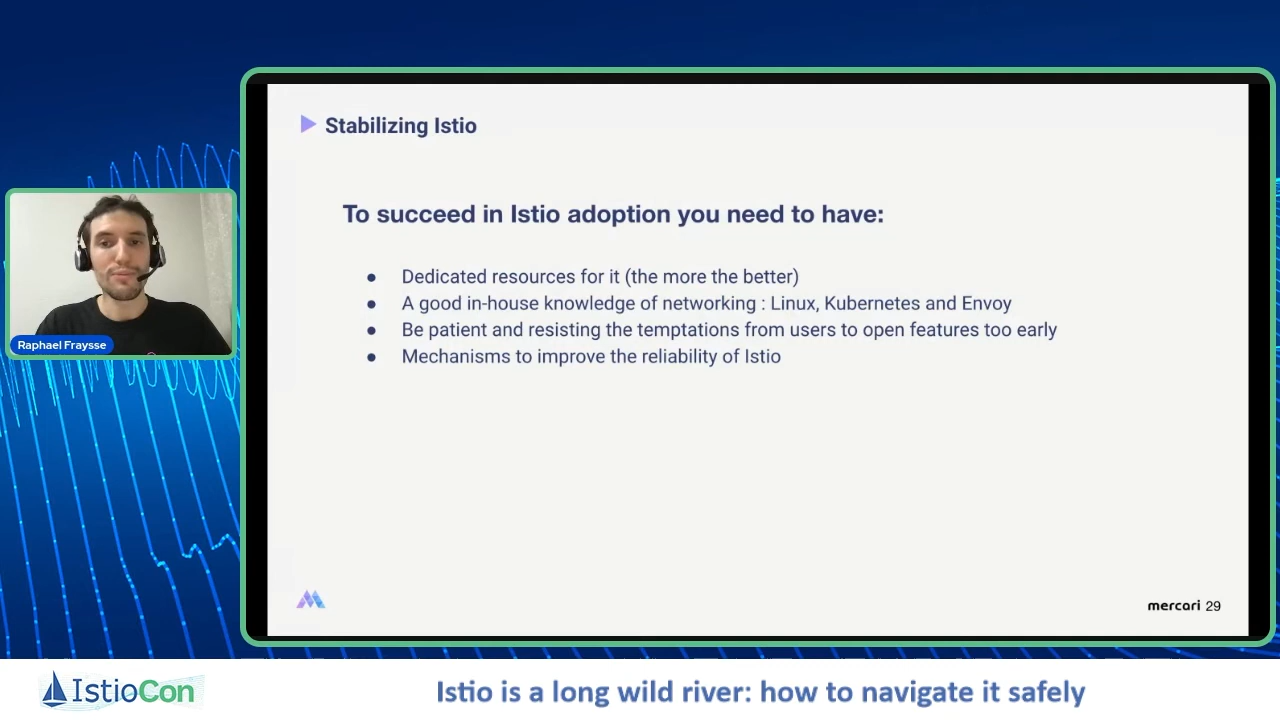 Stabilizing Istio
To succeed in Istio adoption you need to have:
● Dedicated resources for it (the more the better)
● A good in-house knowledge of networking : Linux, Kubernetes and Envoy
● Be patient and resisting the temptations from users to open features too early
● Mechanisms to improve the reliability of Istio
Raphael Fraysse
mercari 29
IstioCon
Istio is a long wild river: how to navigate it safely